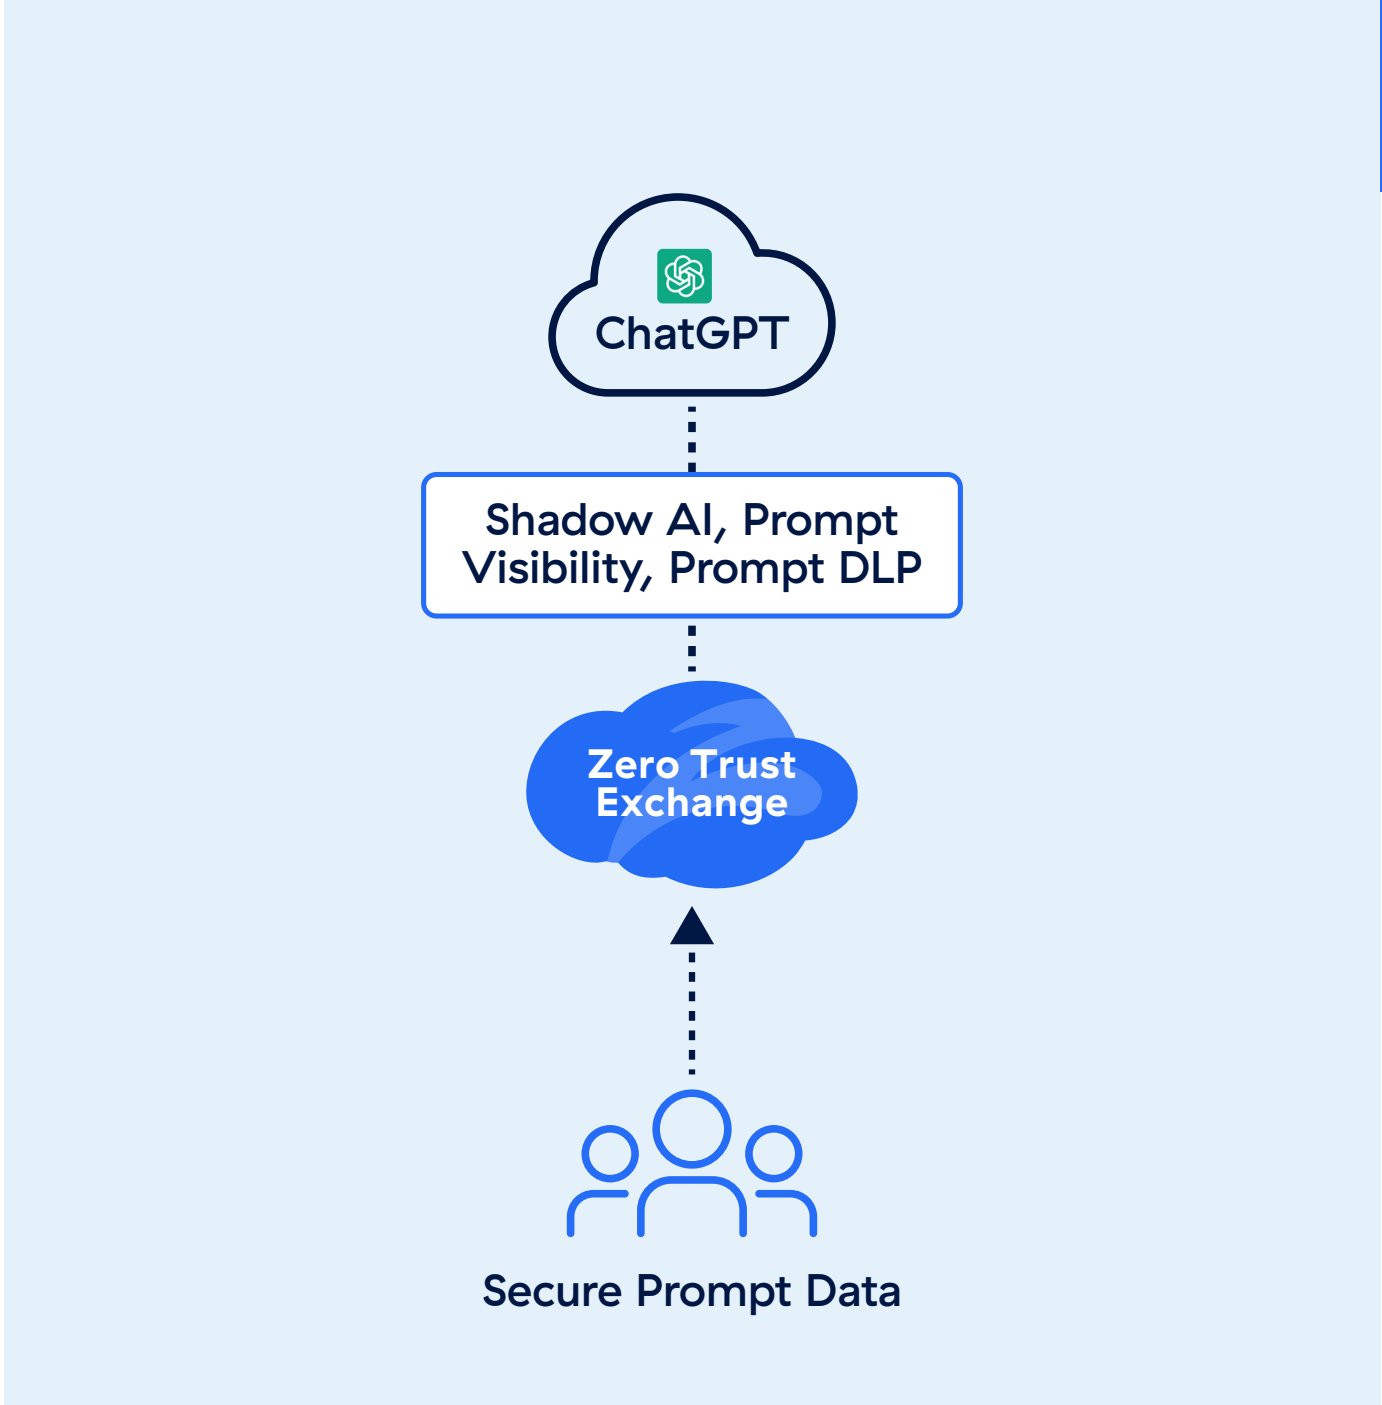 ChatGPT
Shadow AI, Prompt
Visibility, Prompt DLP
Zero Trust
Exchange
Secure Prompt Data